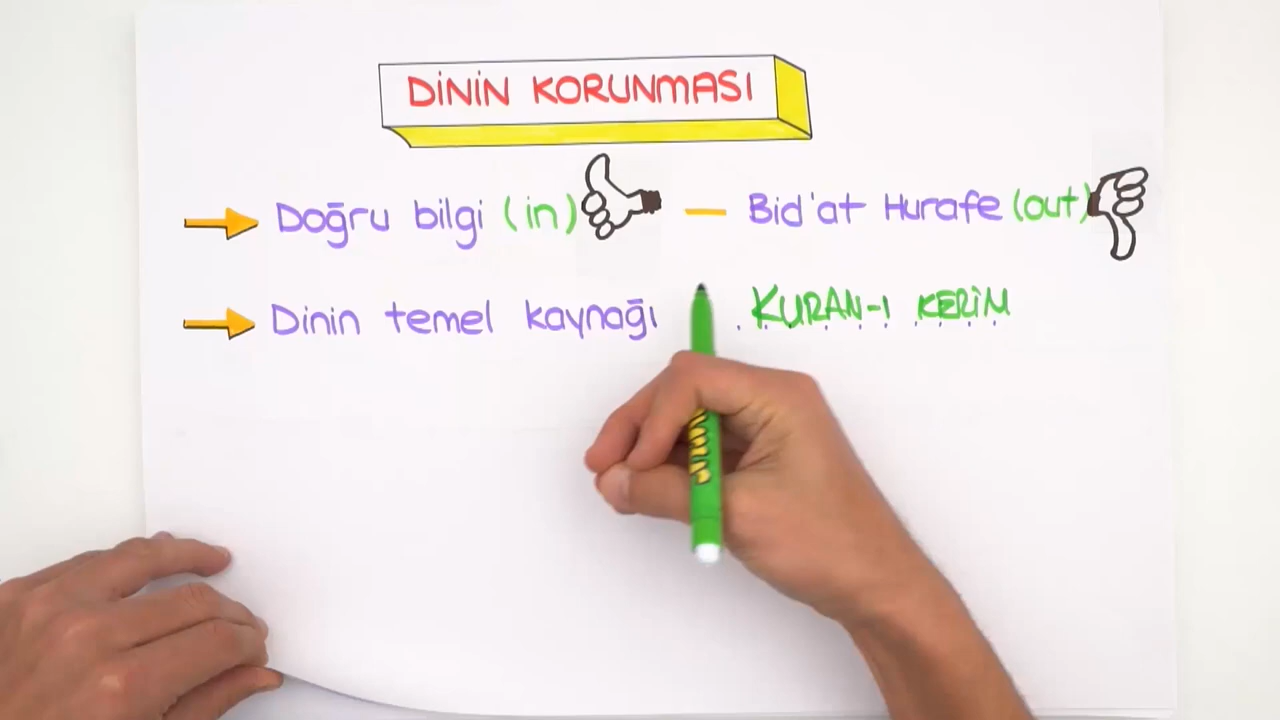 DİNİN KORUNMASI
Doğru bilgi (in) — Bid'at Hurafe (out)
Dinin temel kaynağı KURAN-I KERİM